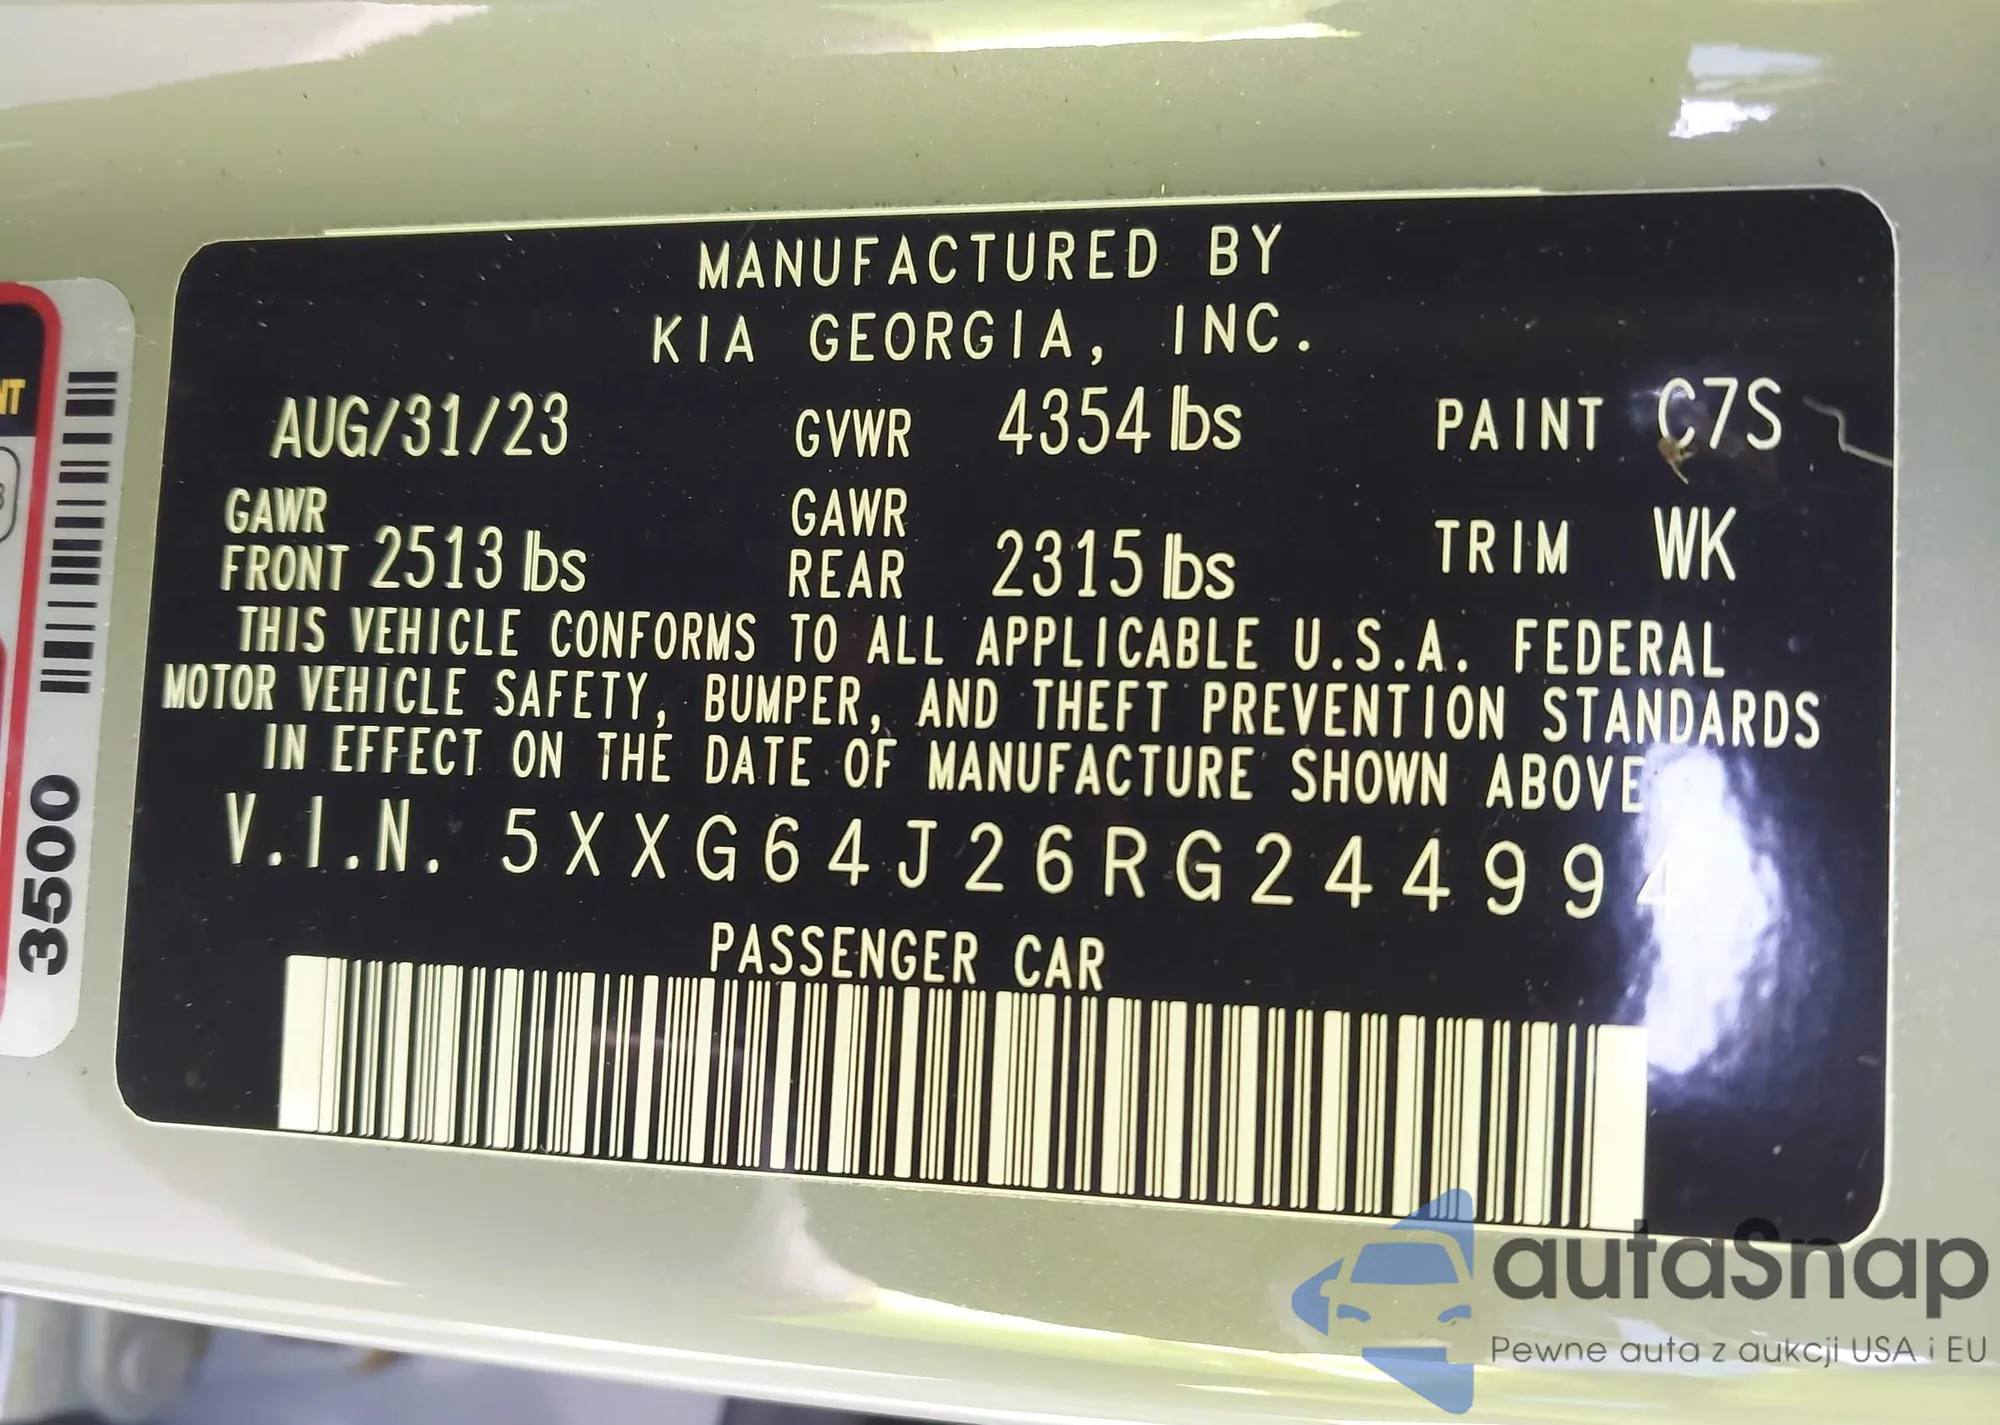 MANUFACTURED BY
KIA GEORGIA, INC.
AUG/31/23 GVWR 4354 lbs PAINT C7S
GAWR FRONT 2513 lbs GAWR REAR 2315 lbs TRIM WK
THIS VEHICLE CONFORMS TO ALL APPLICABLE U.S.A. FEDERAL
MOTOR VEHICLE SAFETY, BUMPER, AND THEFT PREVENTION STANDARDS
IN EFFECT ON THE DATE OF MANUFACTURE SHOWN ABOVE.
V.I.N. 5XXG64J26RG244994
PASSENGER CAR
3500
NT
autaSnap
Pewne auta z aukcji USA i EU